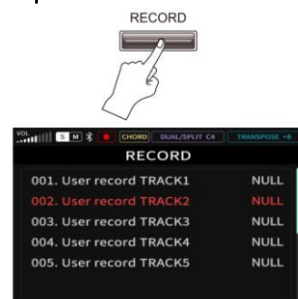 RECORD
VOL S M CHORD DUAL/SPLIT C4 TRANSPOSE +8
RECORD
001. User record TRACK1 NULL
002. User record TRACK2 NULL
003. User record TRACK3 NULL
004. User record TRACK4 NULL
005. User record TRACK5 NULL